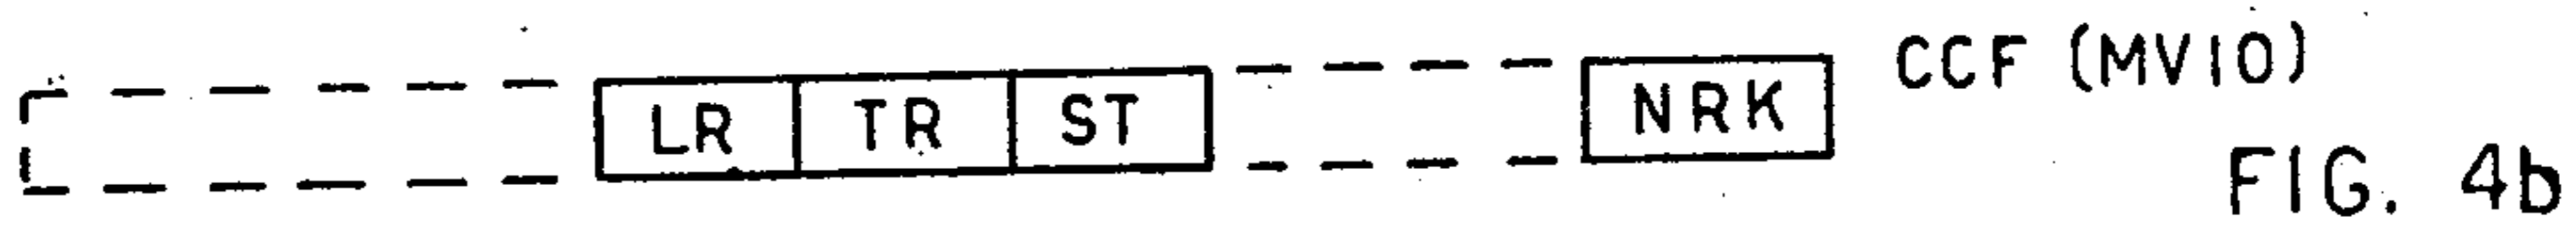 LR TR ST NRK CCF (MV10)
FIG. 4b